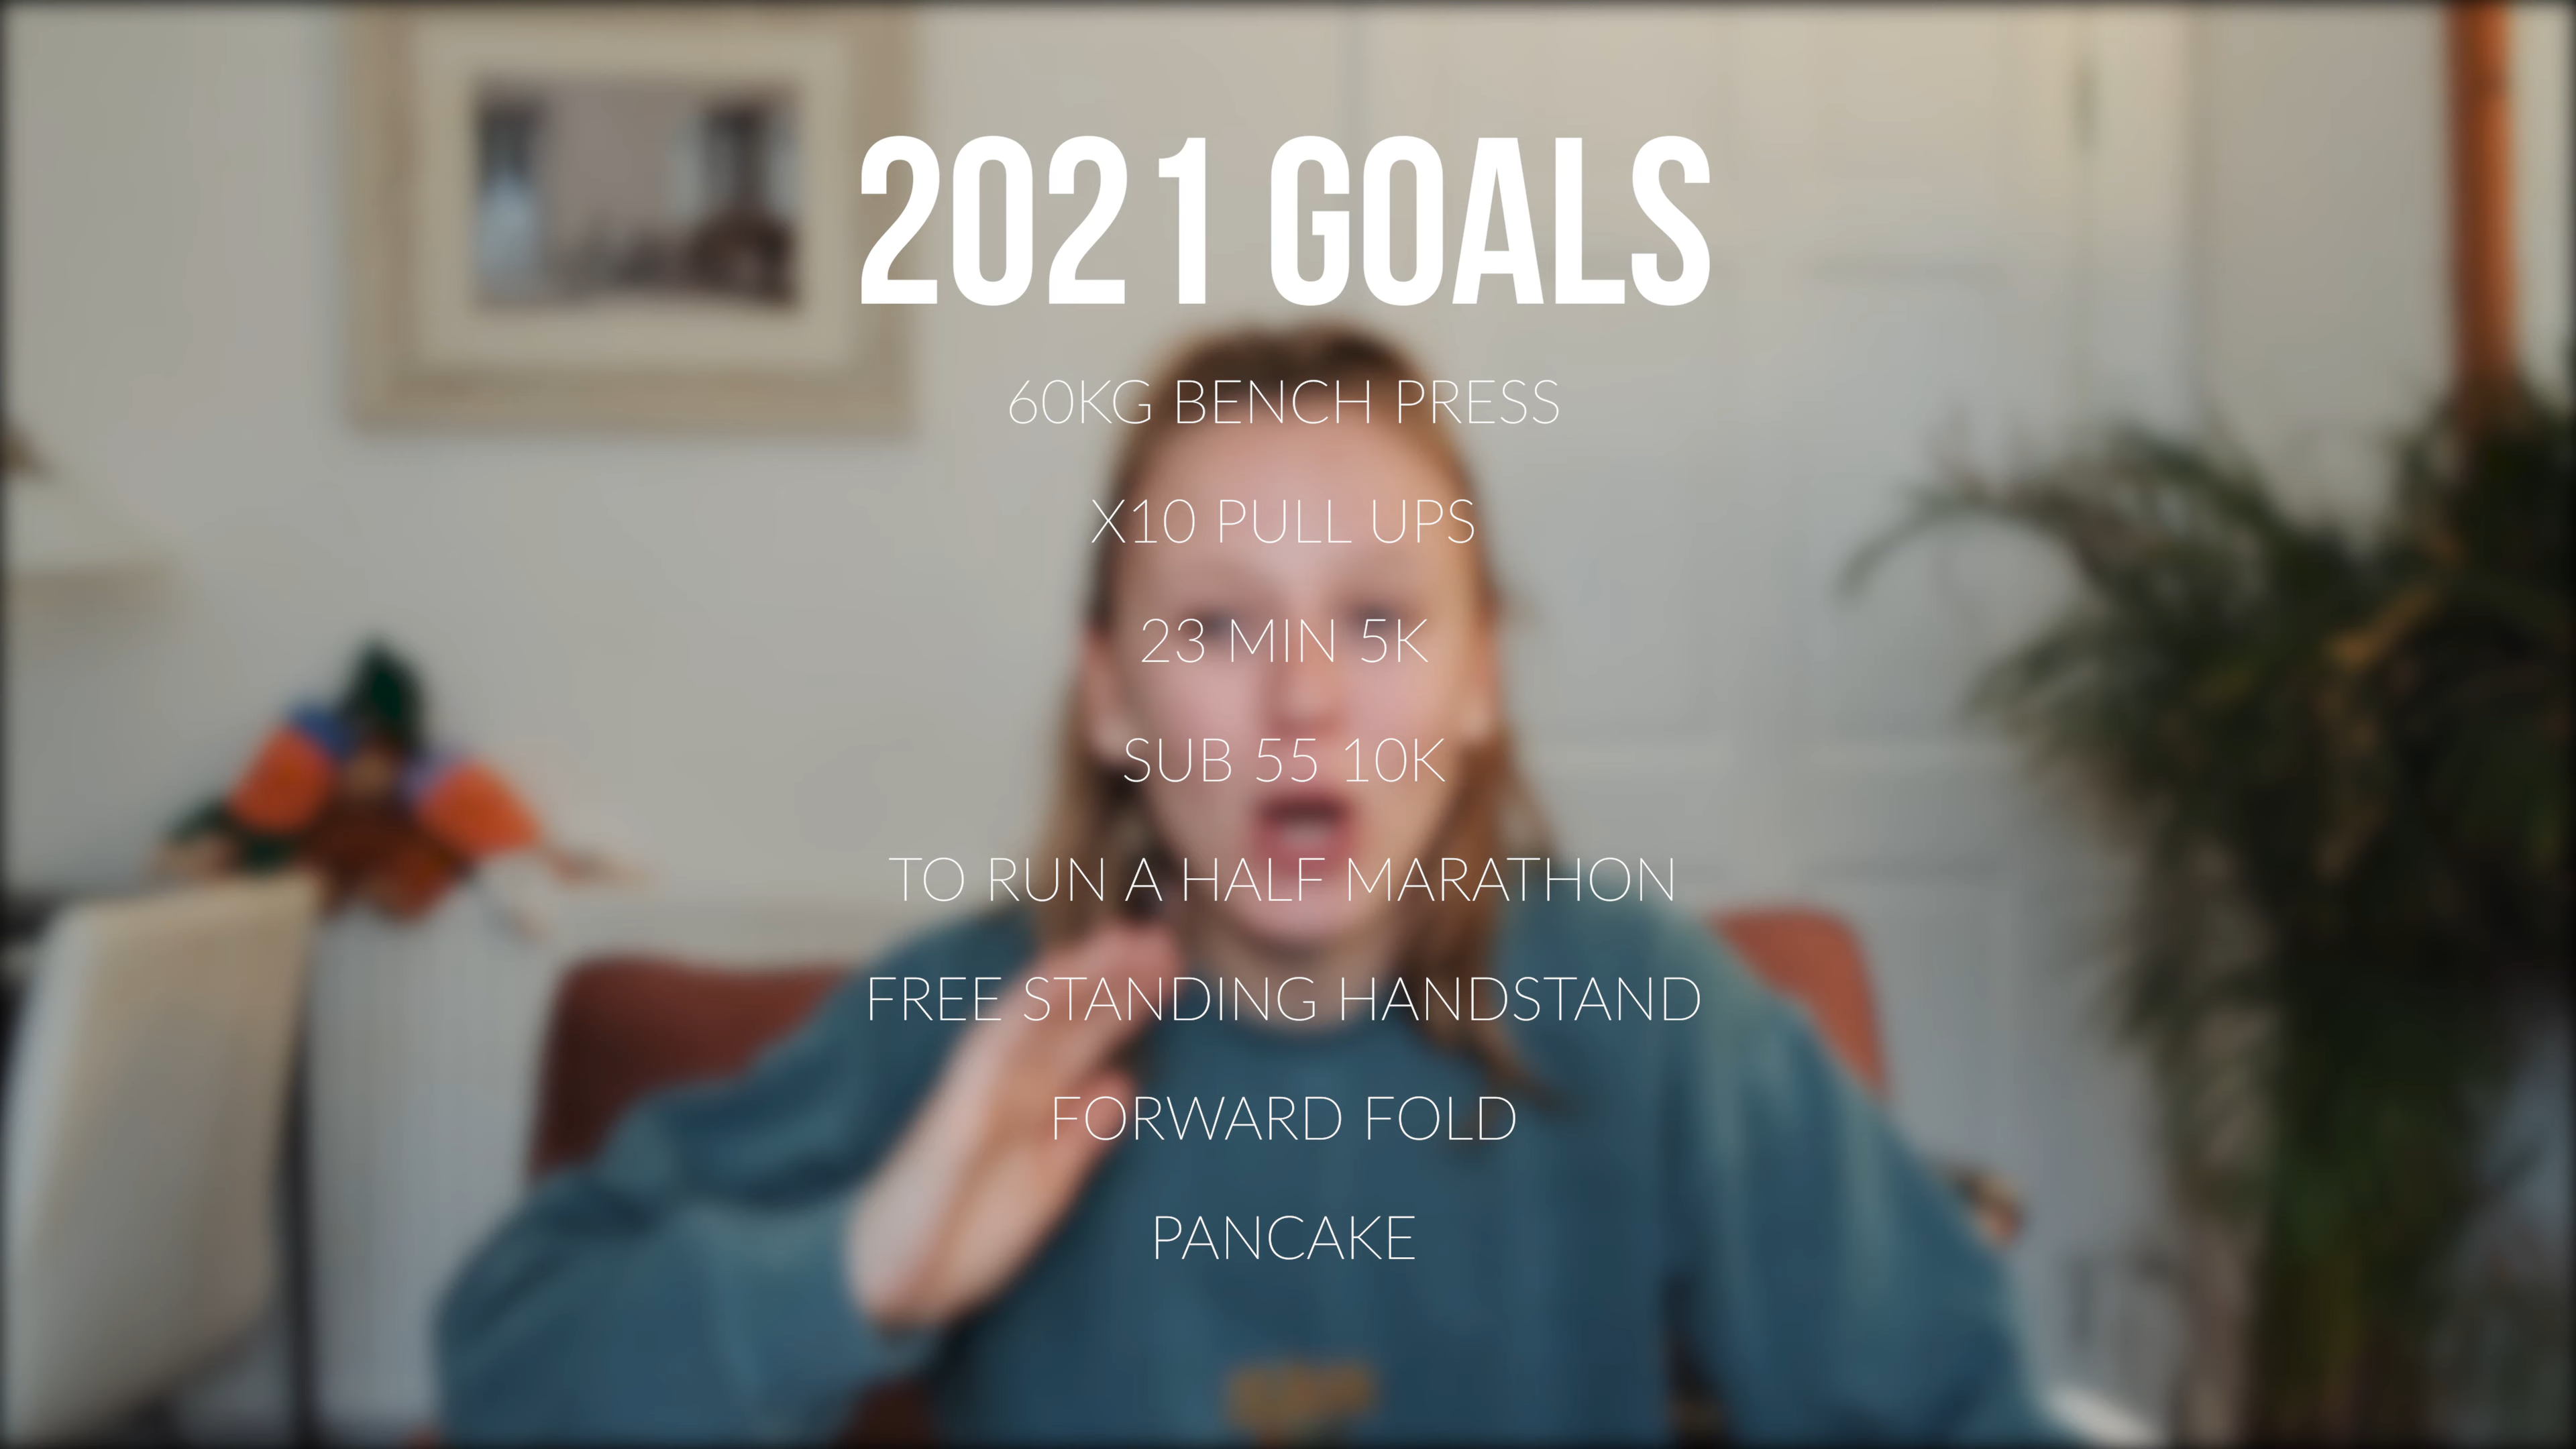 2021 GOALS
60KG BENCH PRESS
X10 PULL UPS
23 MIN 5K
SUB 55 10K
TO RUN A HALF MARATHON
FREE STANDING HANDSTAND
FORWARD FOLD
PANCAKE